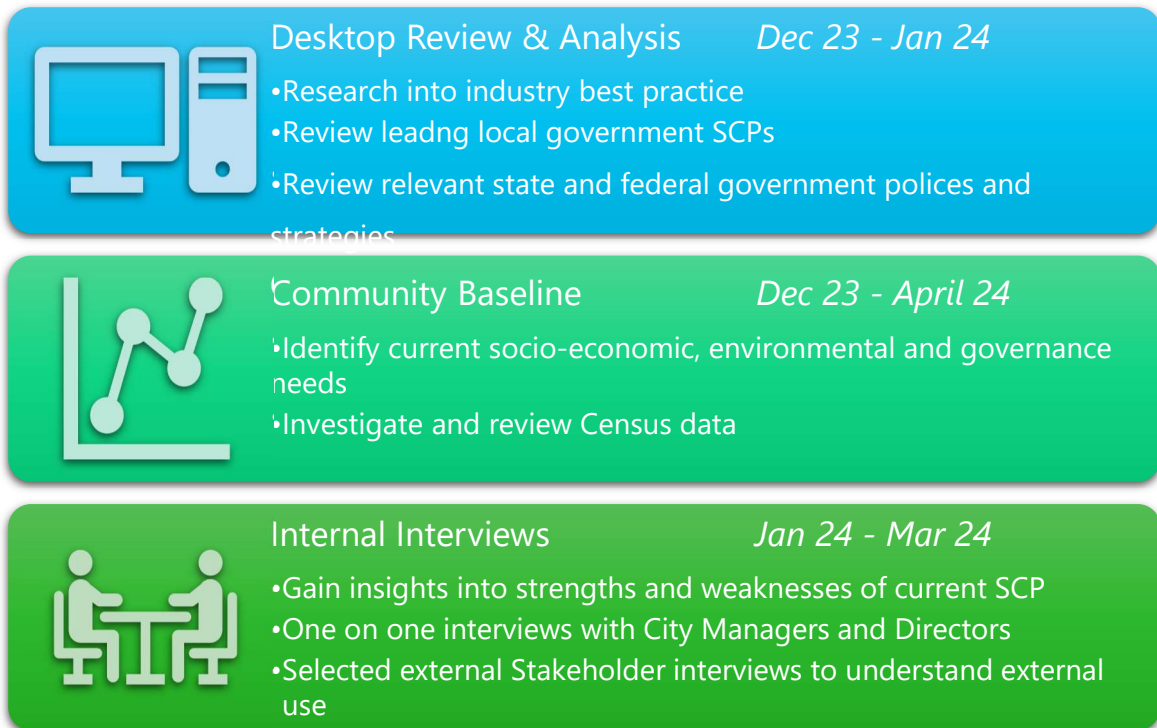 Desktop Review & Analysis Dec 23 - Jan 24
•Research into industry best practice
•Review leadng local government SCPs
•Review relevant state and federal government polices and
strategies
Community Baseline Dec 23 - April 24
•Identify current socio-economic, environmental and governance
needs
•Investigate and review Census data
Internal Interviews Jan 24 - Mar 24
•Gain insights into strengths and weaknesses of current SCP
•One on one interviews with City Managers and Directors
•Selected external Stakeholder interviews to understand external
use